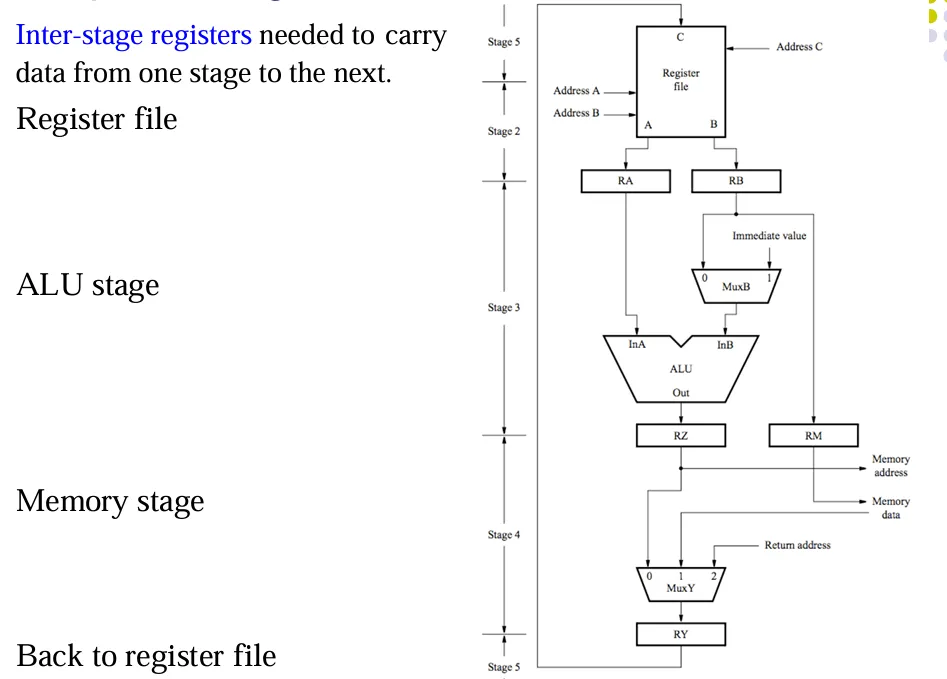 Inter-stage registers needed to carry
data from one stage to the next.
Register file
ALU stage
Memory stage
Back to register file
Stage 5
C
Address C
Register
file
Address A
Address B
Stage 2
A
B
RA
RB
Immediate value
0
1
MuxB
Stage 3
InA
InB
ALU
Out
RZ
RM
Memory
address
Memory
data
Stage 4
Return address
0
1
2
MuxY
RY
Stage 5